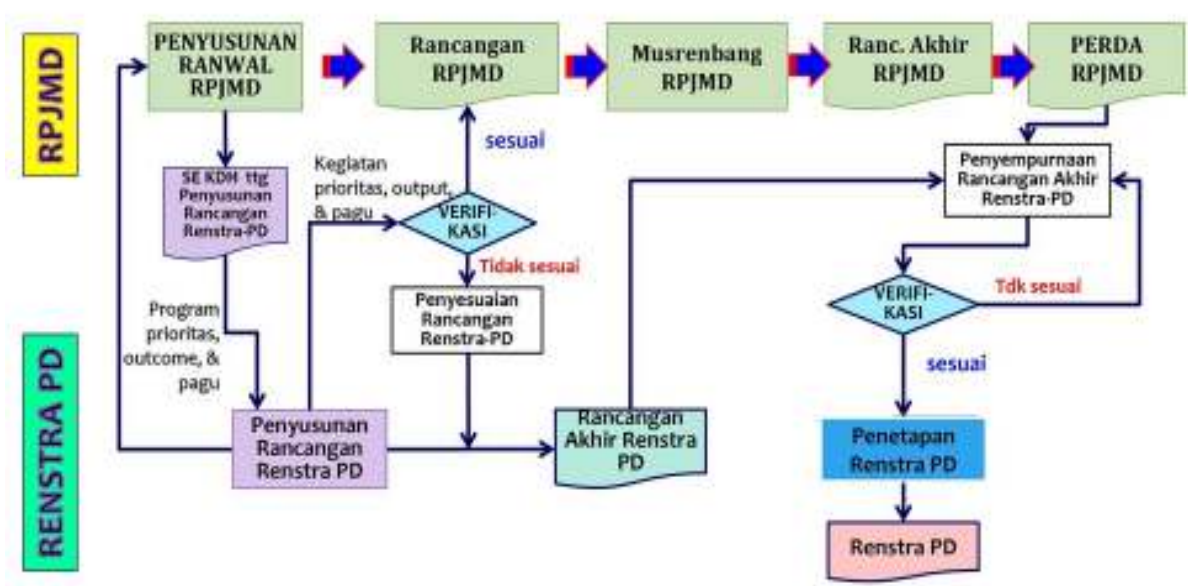 RPJMD
PENYUSUNAN
RANWAL
RPJMD
Rancangan
RPJMD
Musrenbang
RPJMD
Ranc. Akhir
RPJMD
PERDA
RPJMD
SE KDH ttg
Penyusunan
Rancangan
Renstra-PD
Kegiatan
prioritas, output,
& pagu
sesuai
VERIFI-
KASI
Tidak sesuai
Penyesuaian
Rancangan
Renstra-PD
Penyempurnaan
Rancangan Akhir
Renstra-PD
VERIFI-
KASI
Tdk sesuai
sesuai
RENSTRA PD
Program
prioritas,
outcome, &
pagu
Penyusunan
Rancangan
Renstra PD
Rancangan
Akhir Renstra
PD
Penetapan
Renstra PD
Renstra PD